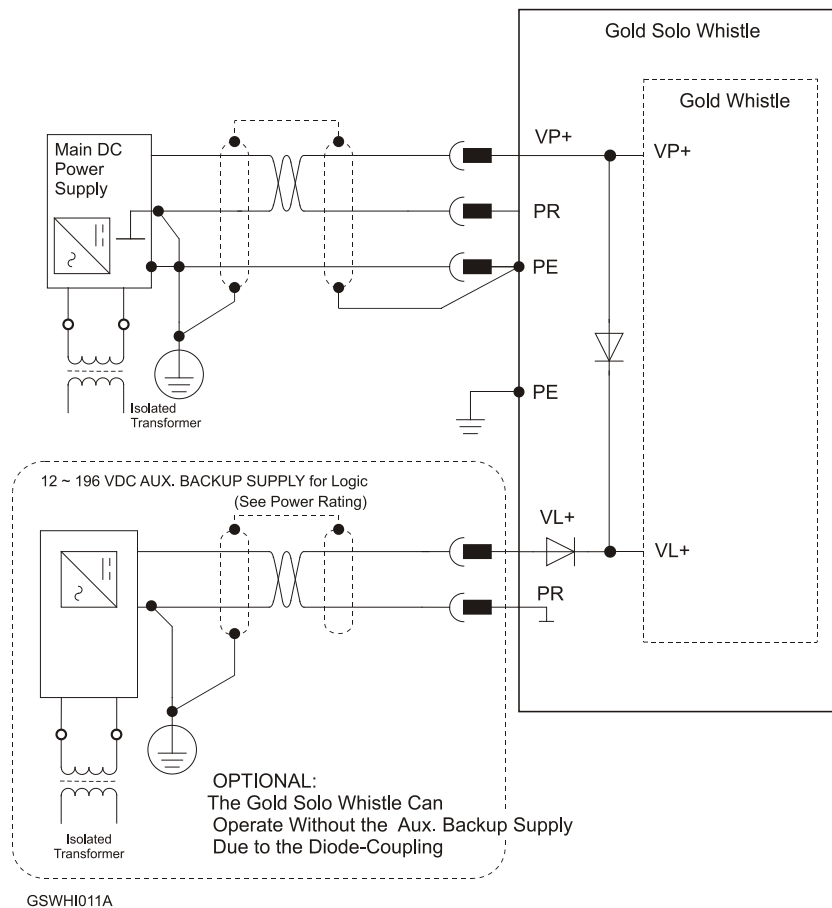 Gold Solo Whistle
Gold Whistle
Main DC
Power
Supply
VP+
VP+
PR
PE
Isolated
Transformer
PE
12 ~ 196 VDC AUX. BACKUP SUPPLY for Logic
(See Power Rating)
VL+
VL+
PR
OPTIONAL:
The Gold Solo Whistle Can
Operate Without the Aux. Backup Supply
Due to the Diode-Coupling
Isolated
Transformer
GSWHI011A